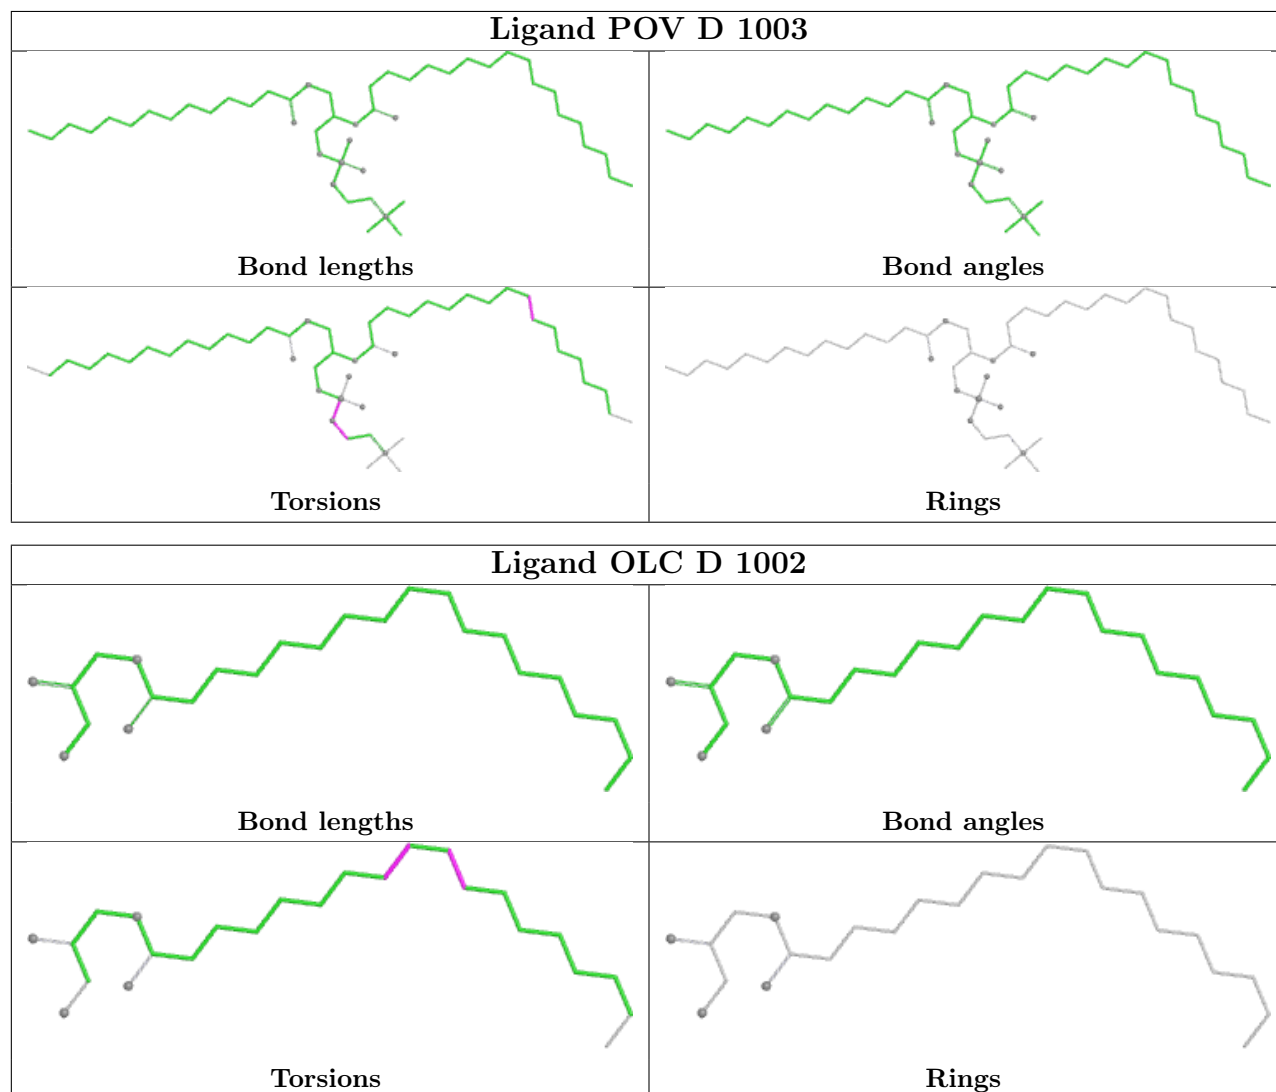 Ligand POV D 1003
Bond lengths
Bond angles
Torsions
Rings
Ligand OLC D 1002
Bond lengths
Bond angles
Torsions
Rings